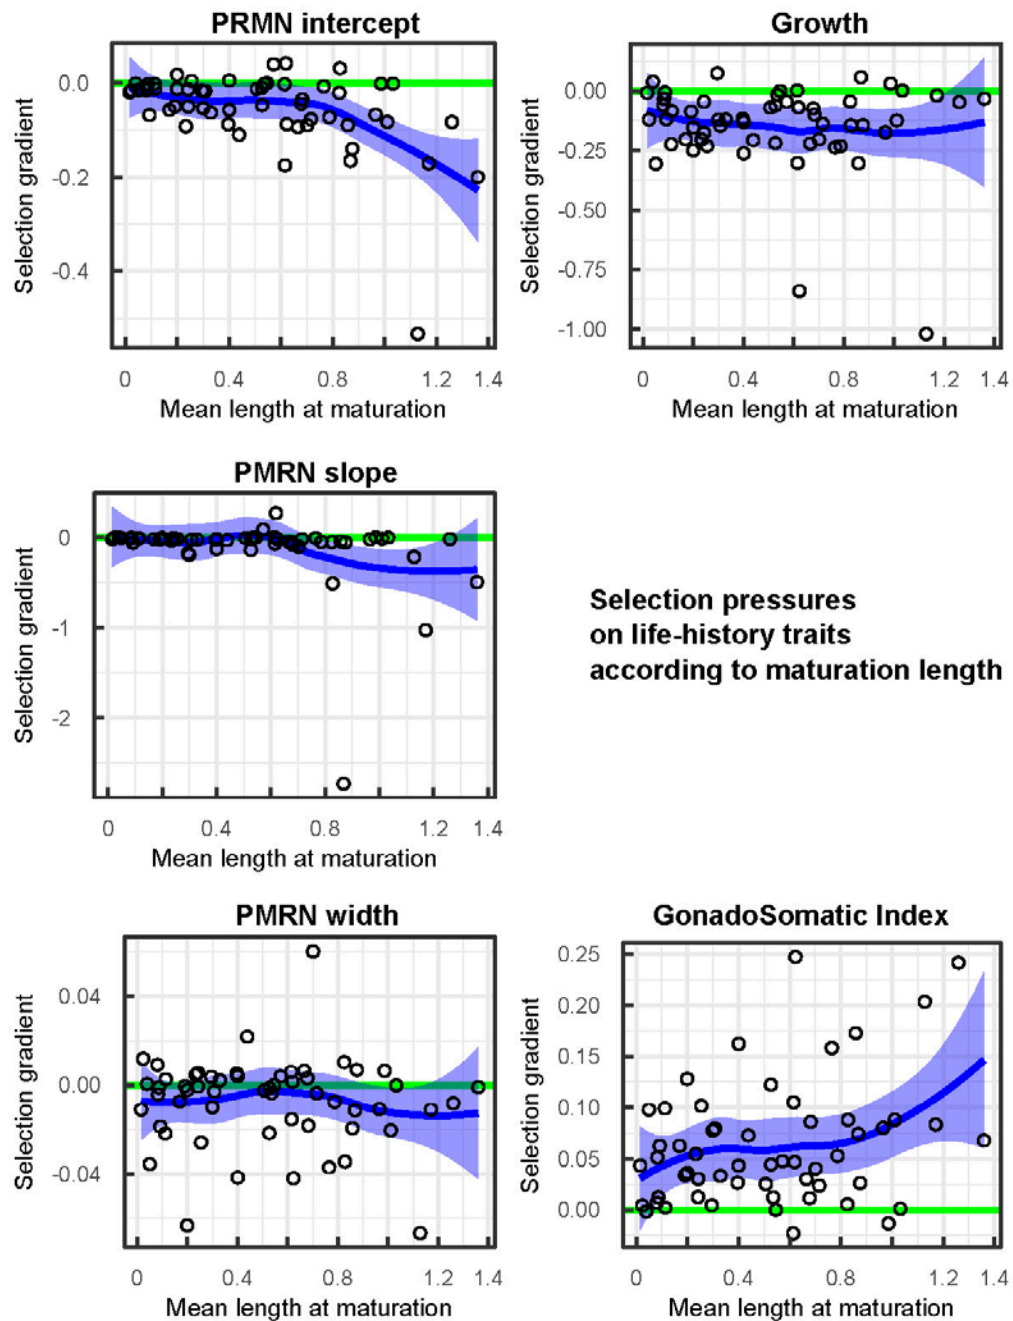 PRMN intercept
Selection gradient
0.0
-0.2
-0.4
0 0.4 0.8 1.2 1.4
Mean length at maturation
Growth
Selection gradient
0.00
-0.25
-0.50
-0.75
-1.00
0 0.4 0.8 1.2 1.4
Mean length at maturation
PMRN slope
Selection gradient
0
-1
-2
0 0.4 0.8 1.2 1.4
Mean length at maturation
Selection pressures
on life-history traits
according to maturation length
PMRN width
Selection gradient
0.04
0.00
-0.04
0 0.4 0.8 1.2 1.4
Mean length at maturation
GonadoSomatic Index
Selection gradient
0.25
0.20
0.15
0.10
0.05
0.00
0 0.4 0.8 1.2 1.4
Mean length at maturation